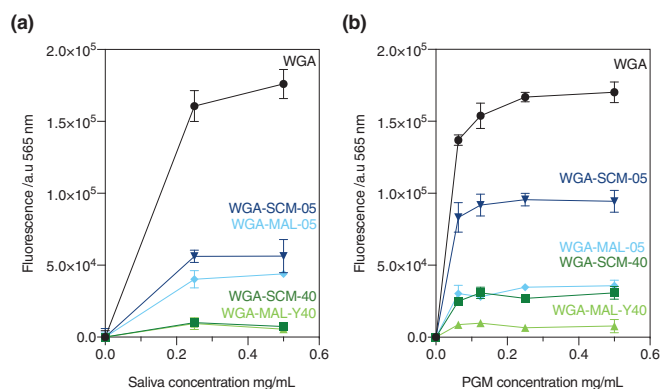 (a)
2.0×10⁵
1.5×10⁵
1.0×10⁵
5.0×10⁴
0.0
Fluorescence /a.u 565 nm
WGA
WGA-SCM-05
WGA-MAL-05
WGA-SCM-40
WGA-MAL-Y40
0.0 0.2 0.4 0.6
Saliva concentration mg/mL
(b)
2.0×10⁵
1.5×10⁵
1.0×10⁵
5.0×10⁴
0.0
Fluorescence /a.u 565 nm
WGA
WGA-SCM-05
WGA-MAL-05
WGA-SCM-40
WGA-MAL-Y40
0.0 0.2 0.4 0.6
PGM concentration mg/mL